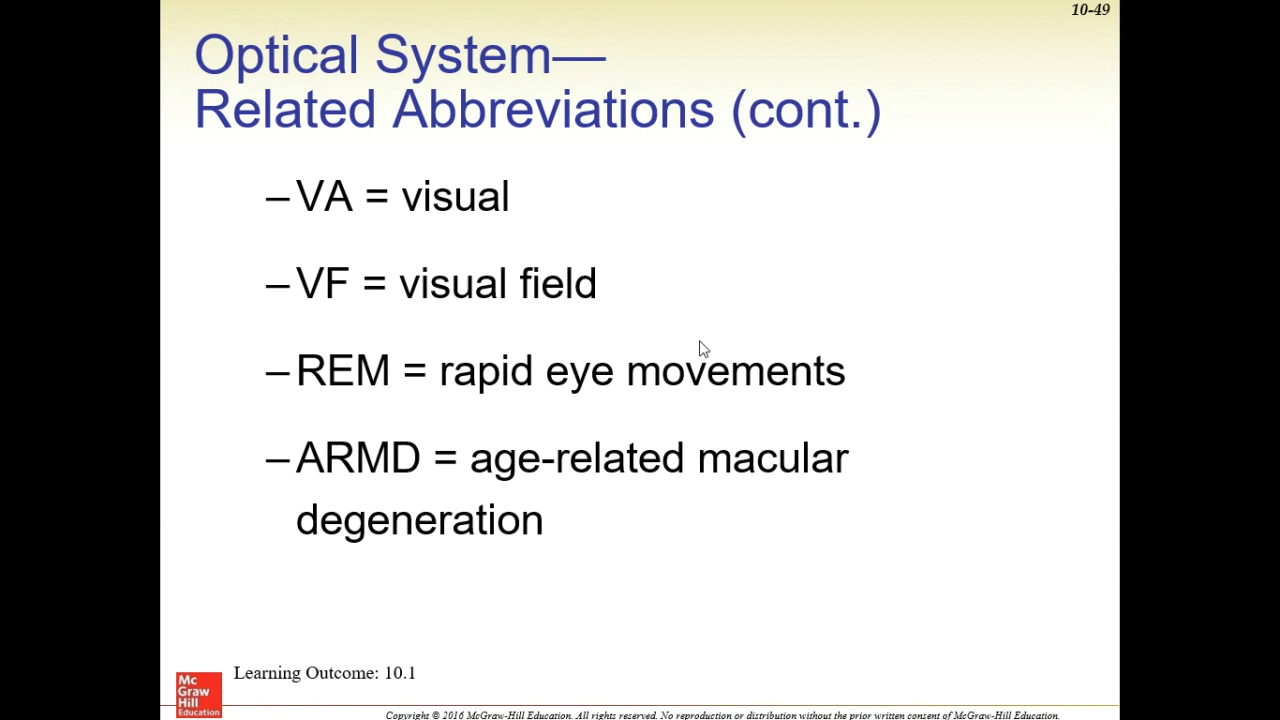 10-49
Optical System—
Related Abbreviations (cont.)
– VA = visual
– VF = visual field
– REM = rapid eye movements
– ARMD = age-related macular
degeneration
Learning Outcome: 10.1
Mc
Graw
Hill
Education
Copyright © 2016 McGraw-Hill Education. All rights reserved. No reproduction or distribution without the prior written consent of McGraw-Hill Education.